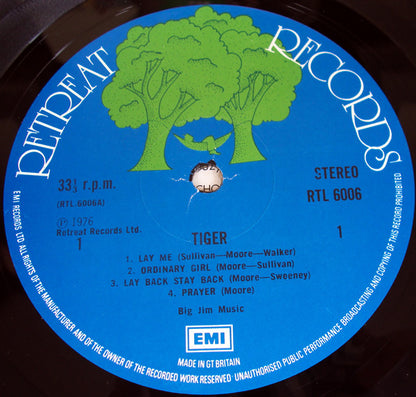 RETREAT RECORDS
33⅓ r.p.m.
(RTL 6006A)
STEREO
RTL 6006
Ⓟ 1976
Retreat Records Ltd.
1
TIGER
1
1. LAY ME (Sullivan—Moore—Walker)
2. ORDINARY GIRL (Moore—Sullivan)
3. LAY BACK STAY BACK (Moore—Sweeney)
4. PRAYER (Moore)
Big Jim Music
EMI
MADE IN GT BRITAIN
EMI RECORDS LTD. ALL RIGHTS OF THE MANUFACTURER AND OF THE OWNER OF THE RECORDED WORK RESERVED · UNAUTHORISED PUBLIC PERFORMANCE BROADCASTING AND COPYING OF THIS RECORD PROHIBITED